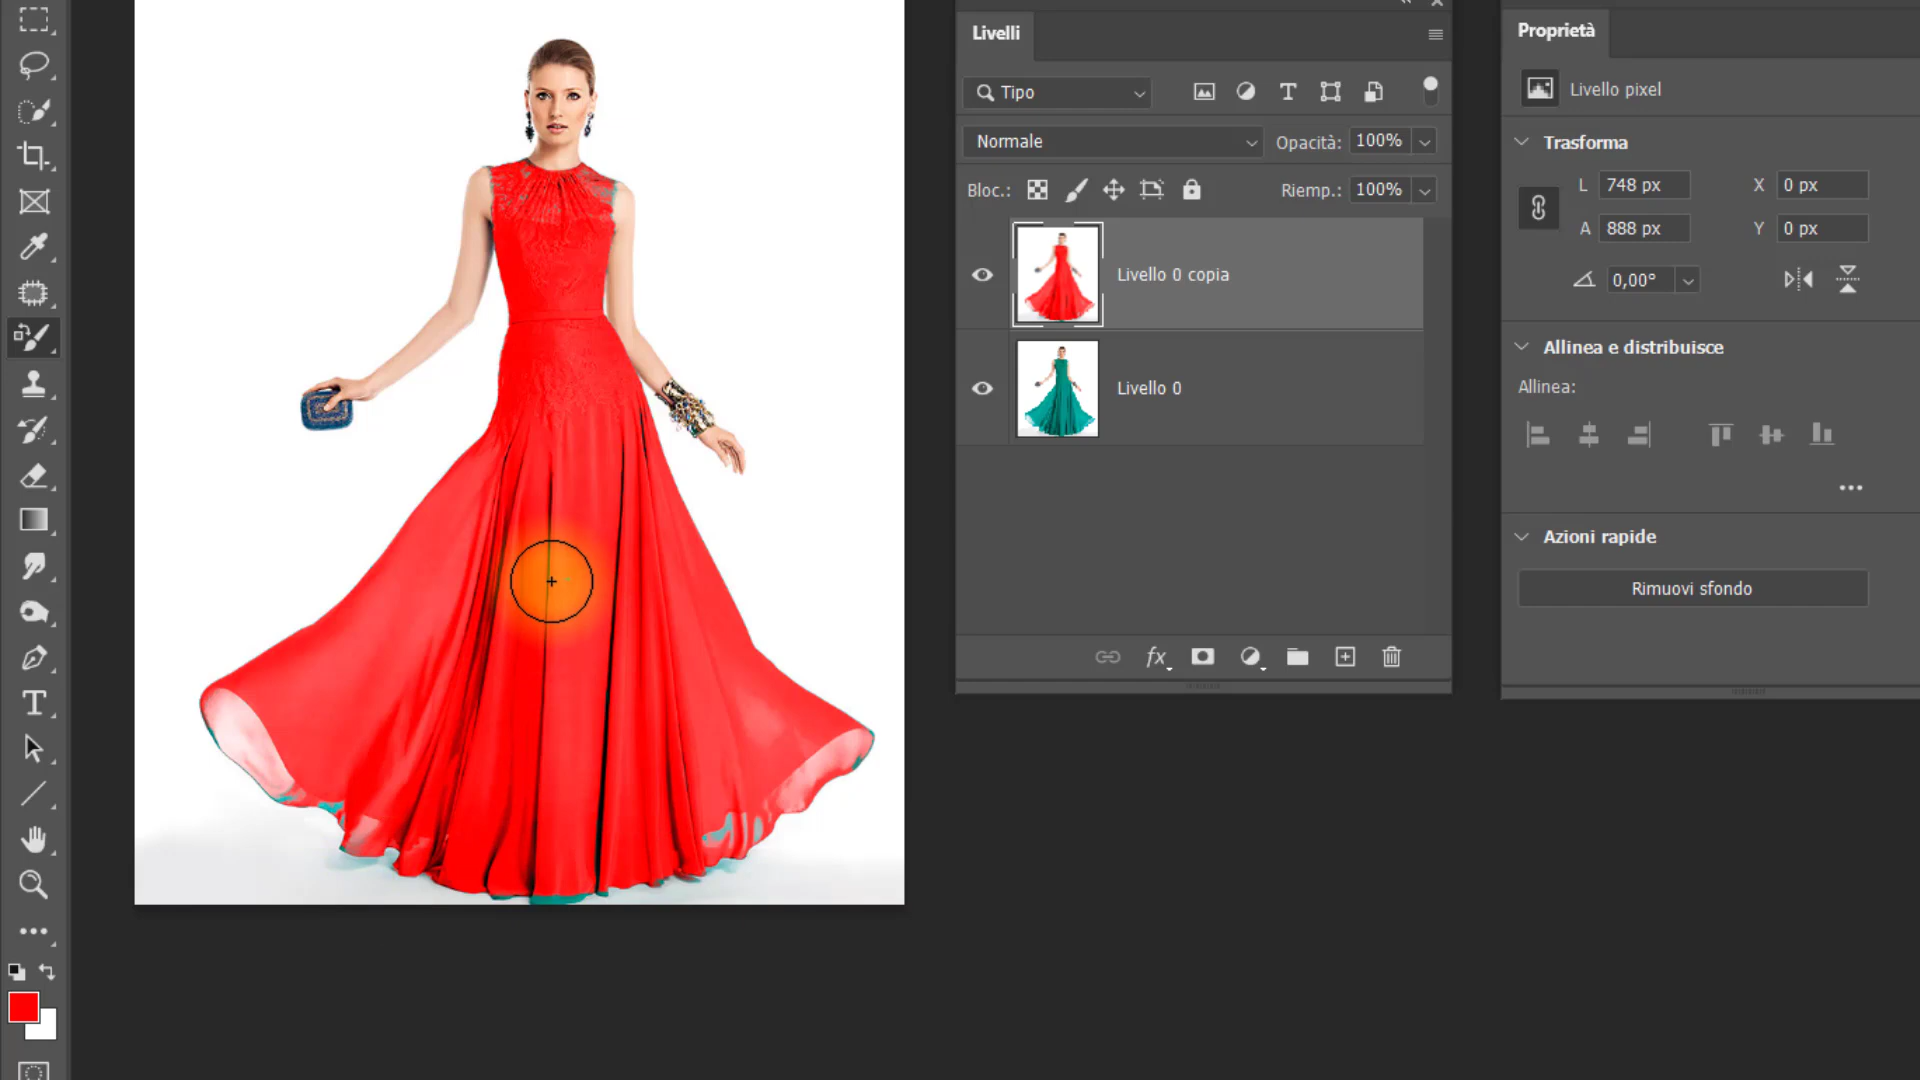 Livelli
Tipo
Normale
Opacità:
100%
Bloc.:
Riemp.:
100%
Livello 0 copia
Livello 0
fx
Proprietà
Livello pixel
Trasforma
L
748 px
X
0 px
A
888 px
Y
0 px
0,00°
Allinea e distribuisce
Allinea:
Azioni rapide
Rimuovi sfondo